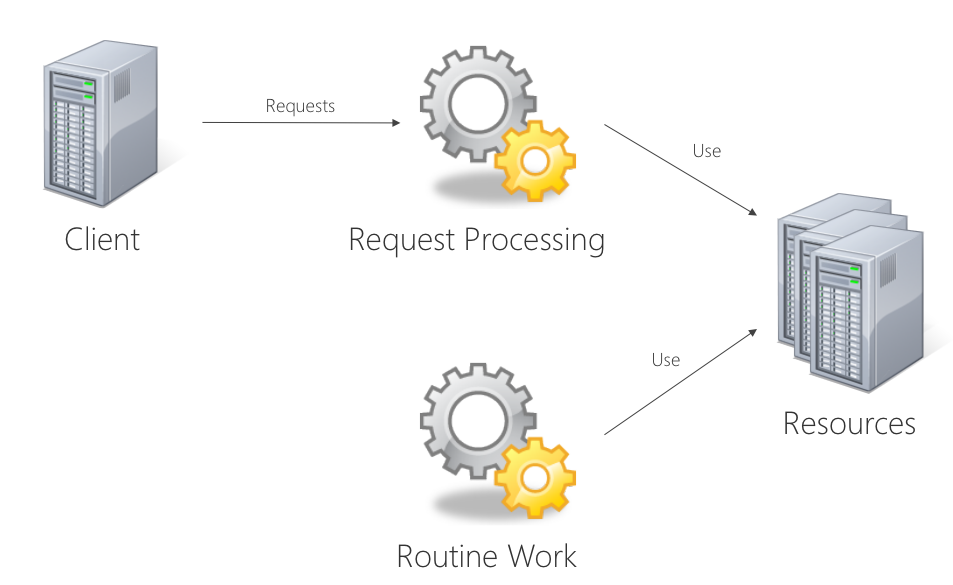 Requests
Use
Client
Request Processing
Use
Resources
Routine Work